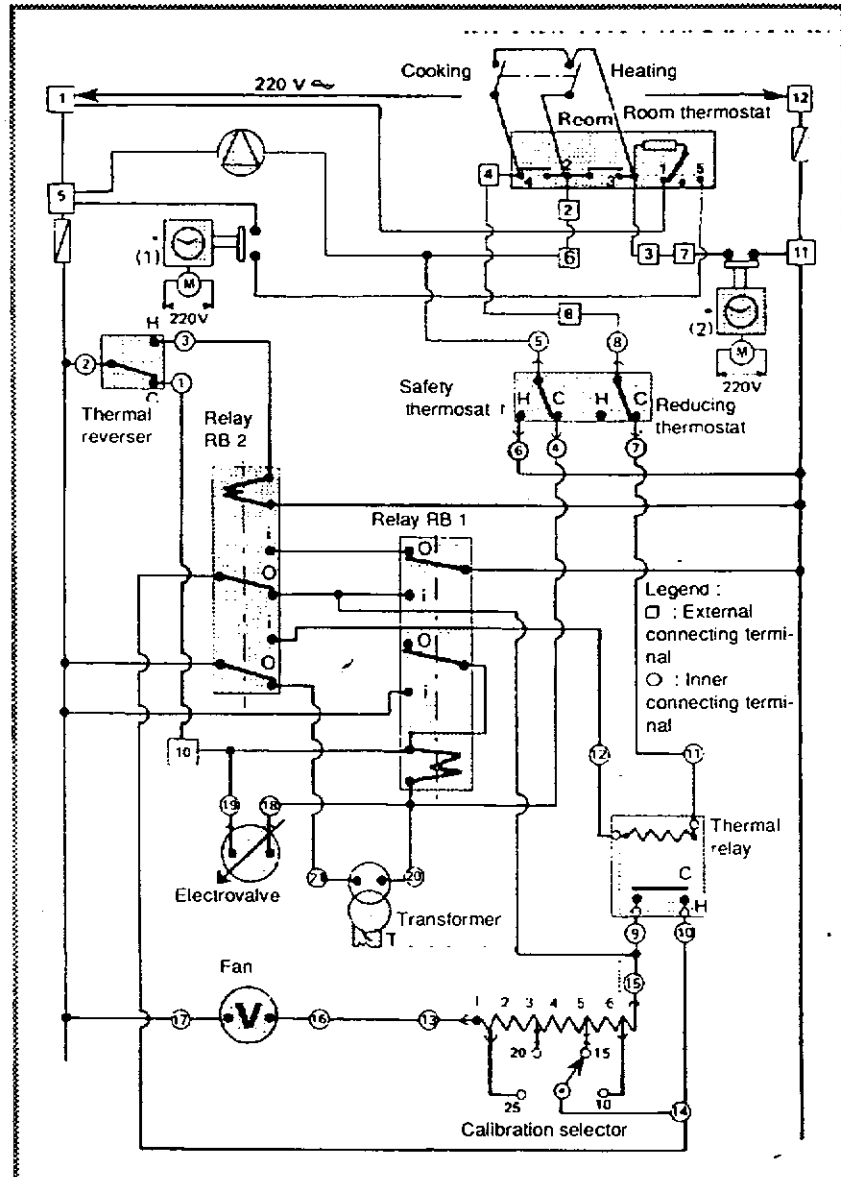 Cooking
Heating
220 V ~
1
12
Room
Room thermostat
4
4
2
3
1
5
5
2
(1)
6
3
7
11
M
(2)
220V
8
M
H
3
5
8
220V
2
C
1
Safety
Thermal
thermosat
H
C
H
C
Reducing
reverser
Relay
thermostat
RB 2
6
4
7
Relay RB 1
i
O
O
i
Legend :
: External
i
O
connecting termi-
nal
O
O : Inner
i
connecting termi-
nal
10
12
11
19
18
Thermal
relay
C
Electrovalve
20
Transformer
H
T
9
10
Fan
15
1 2 3 4 5 6
V
17
16
13
20
15
25
10
14
Calibration selector